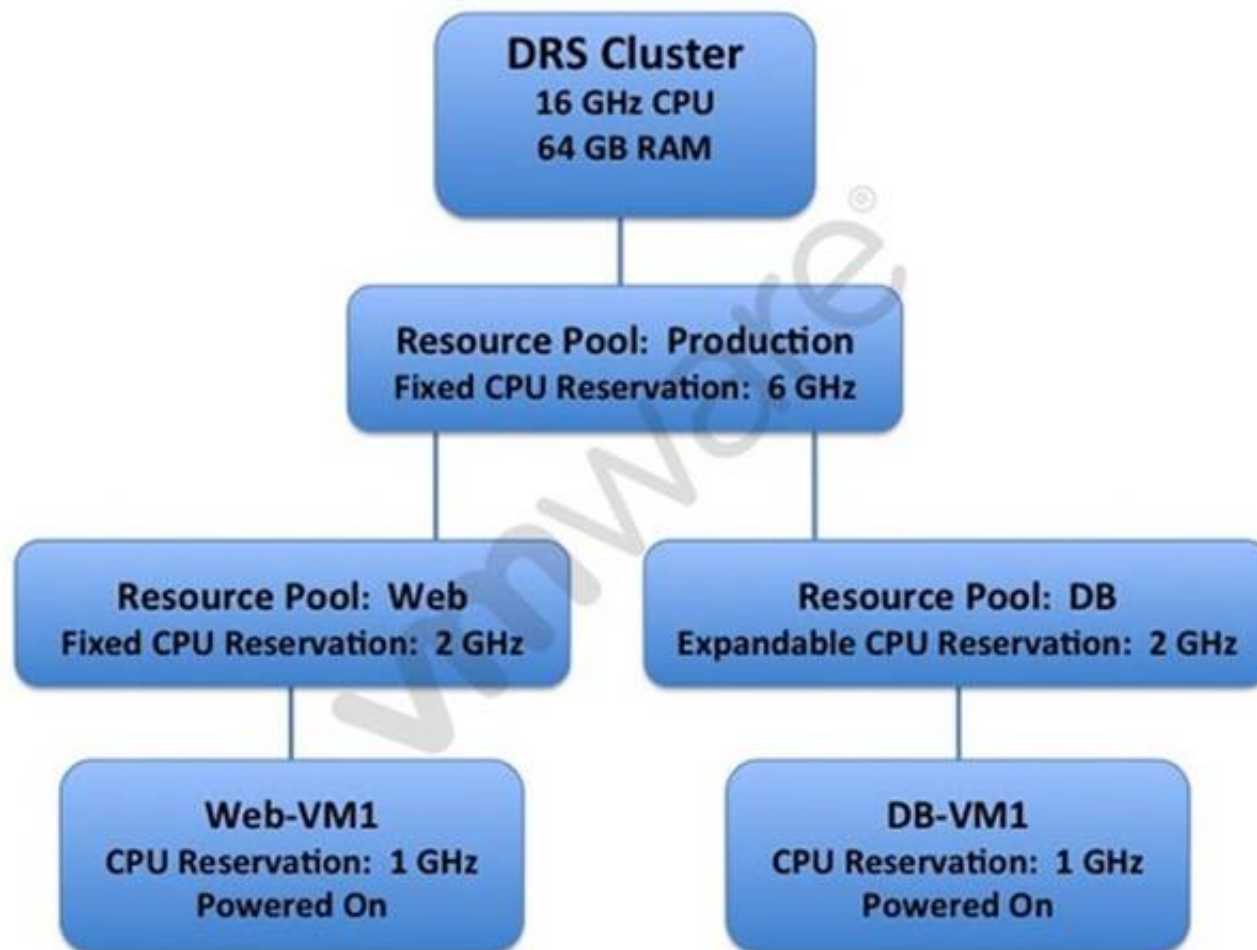 DRS Cluster
16 GHz CPU
64 GB RAM
Resource Pool: Production
Fixed CPU Reservation: 6 GHz
Resource Pool: Web
Fixed CPU Reservation: 2 GHz
Resource Pool: DB
Expandable CPU Reservation: 2 GHz
Web-VM1
CPU Reservation: 1 GHz
Powered On
DB-VM1
CPU Reservation: 1 GHz
Powered On
vmware®